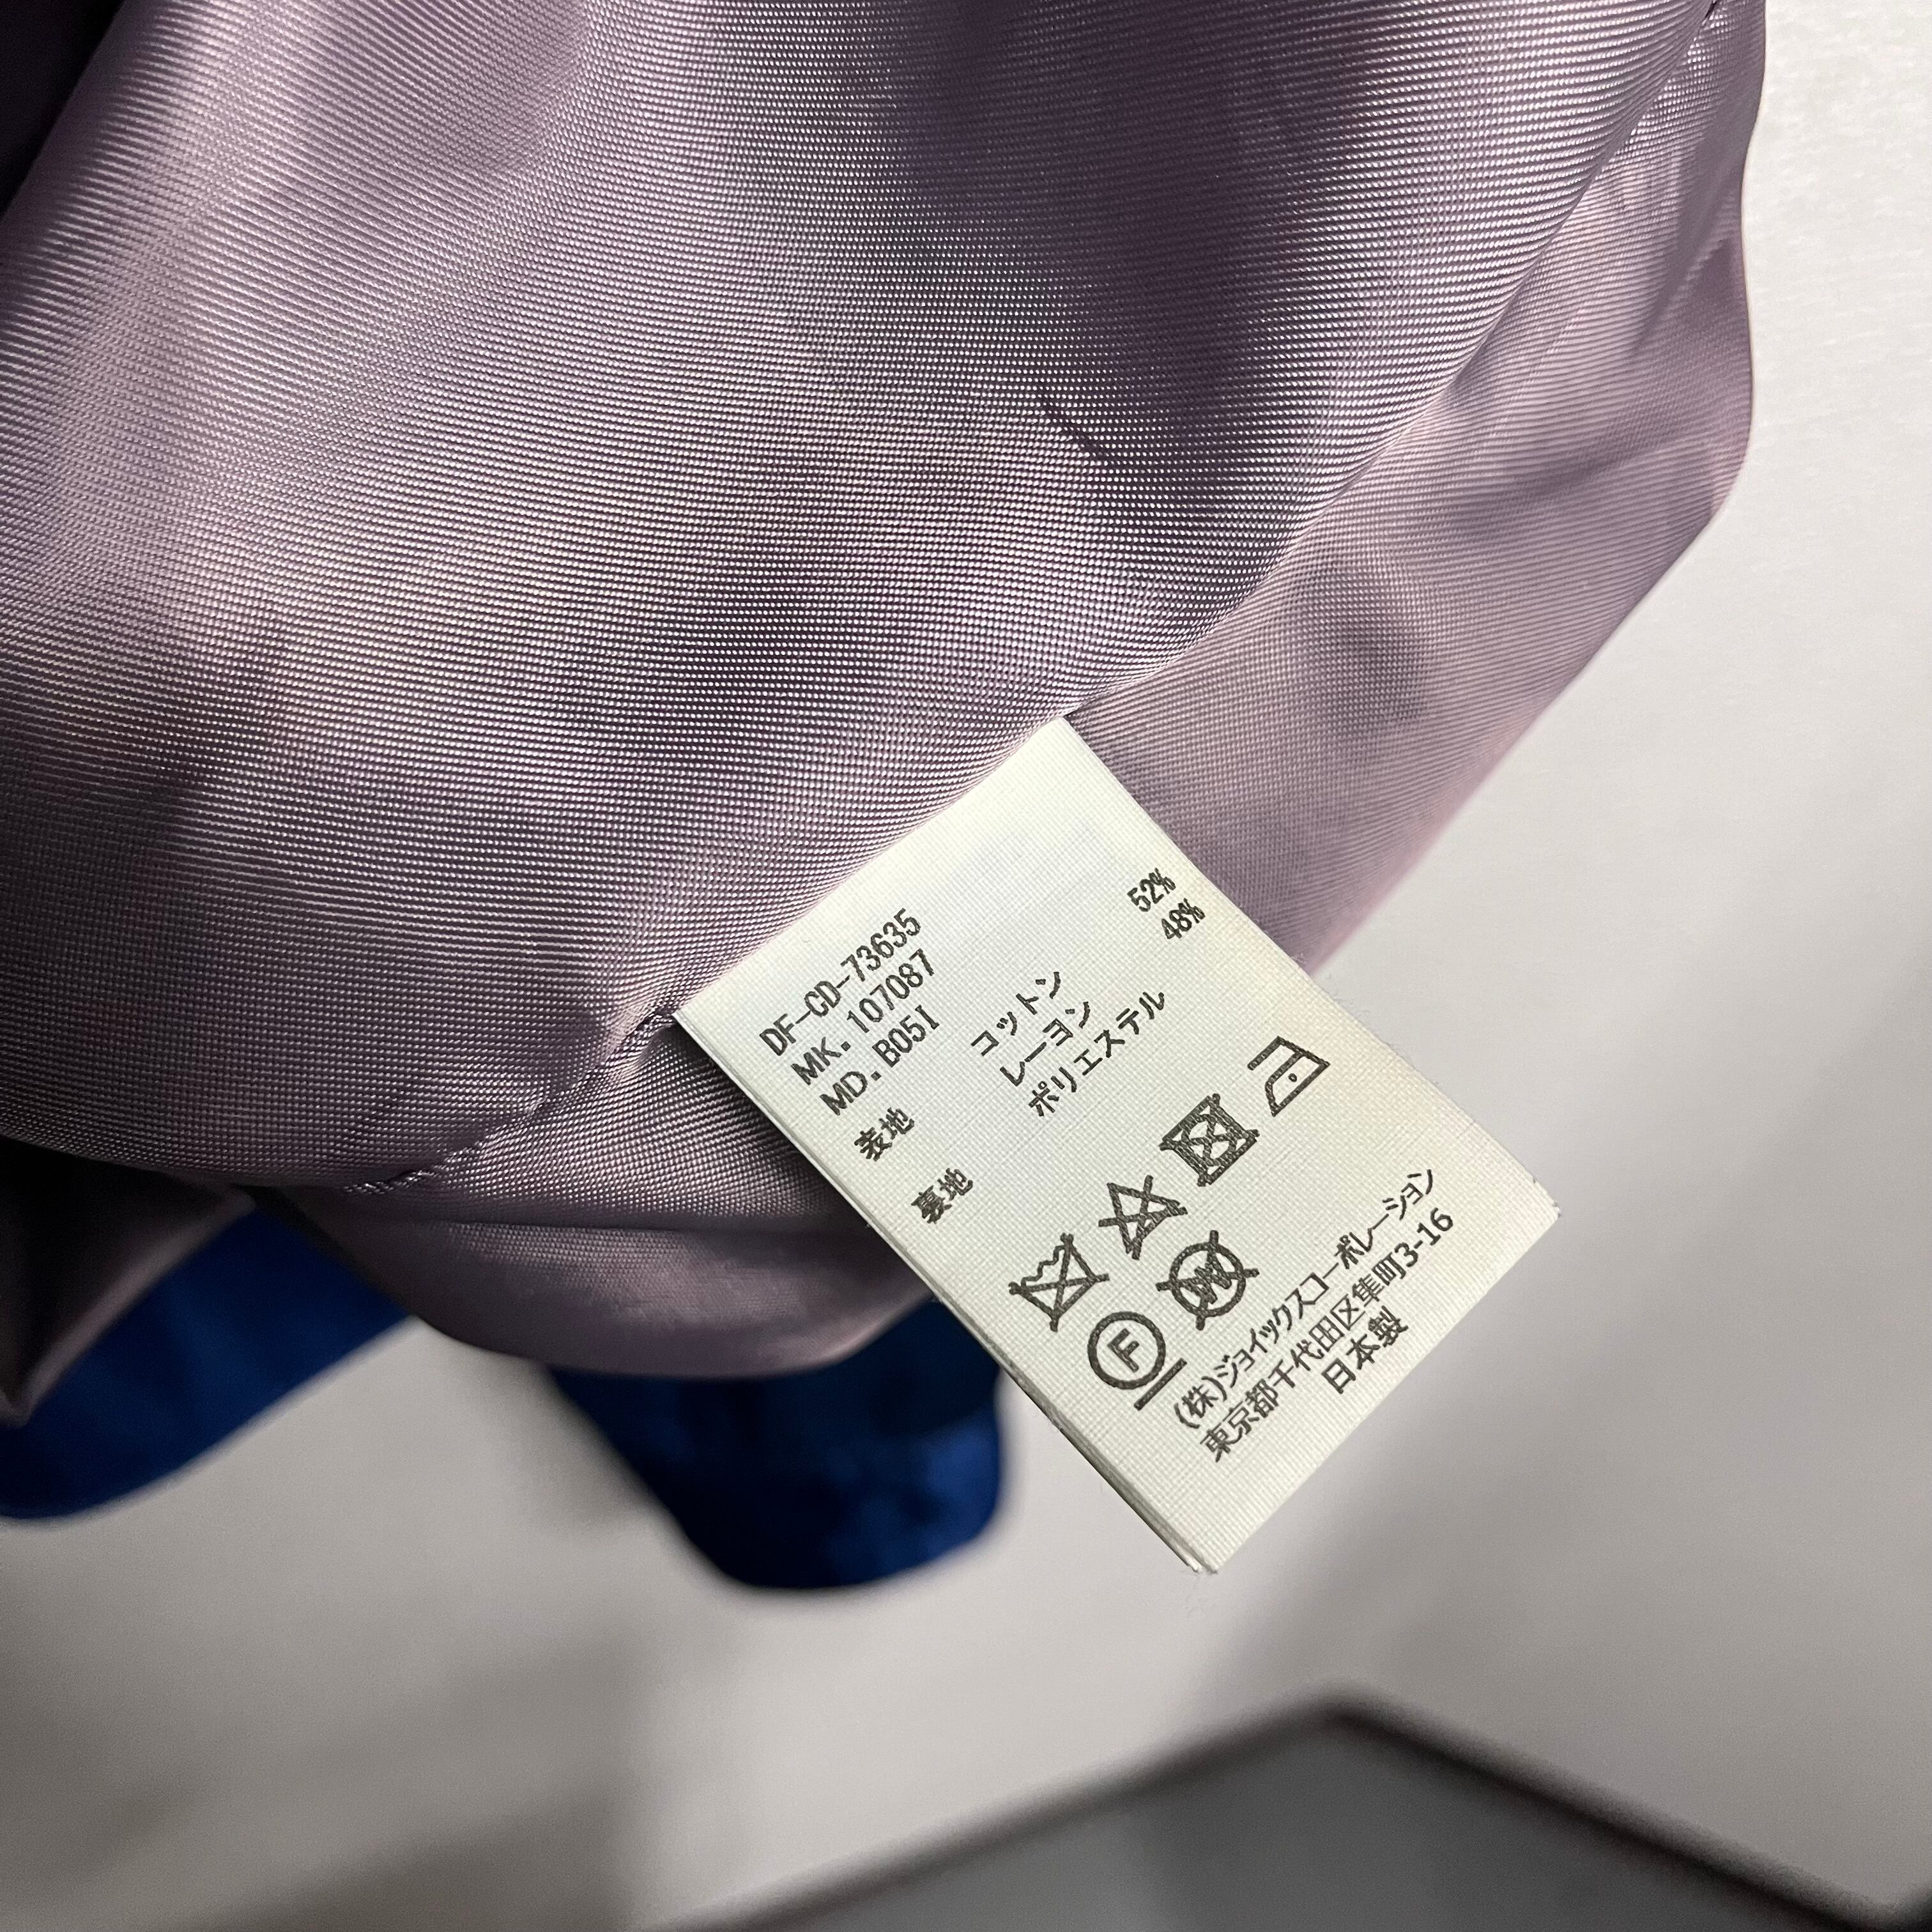 DF-CD-73635
MK. 107087
MD. B05I
表地 コットン 52%
レーヨン 48%
裏地 ポリエステル
F
W
(株)ジョイックスコーポレーション
東京都千代田区隼町3-16
日本製